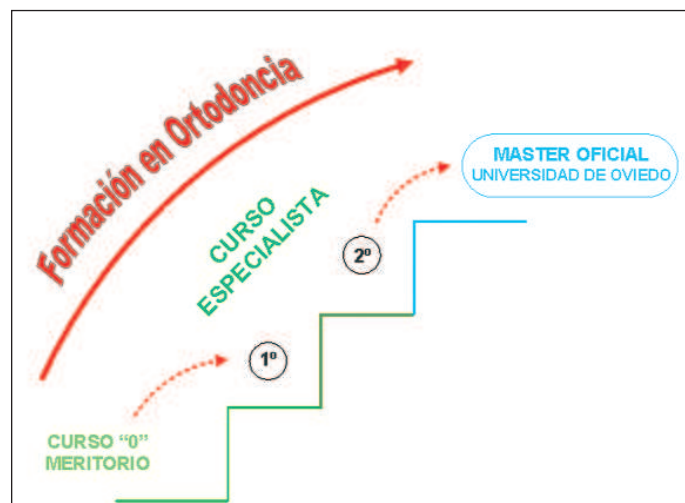 Formación en Ortodoncia
MASTER OFICIAL
UNIVERSIDAD DE OVIEDO
CURSO
ESPECIALISTA
2º
1º
CURSO “0”
MERITORIO